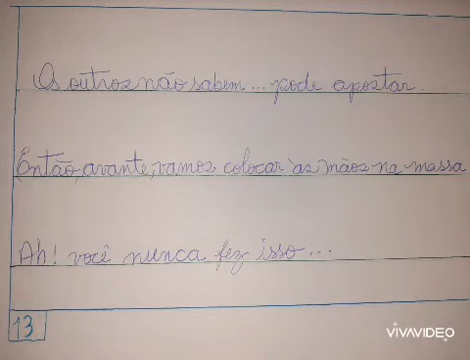 Os outros não sabem... pode apostar.
Então, avante, vamos colocar às mãos na massa
Ah! você nunca fez isso...
13
VIVAVIDEO